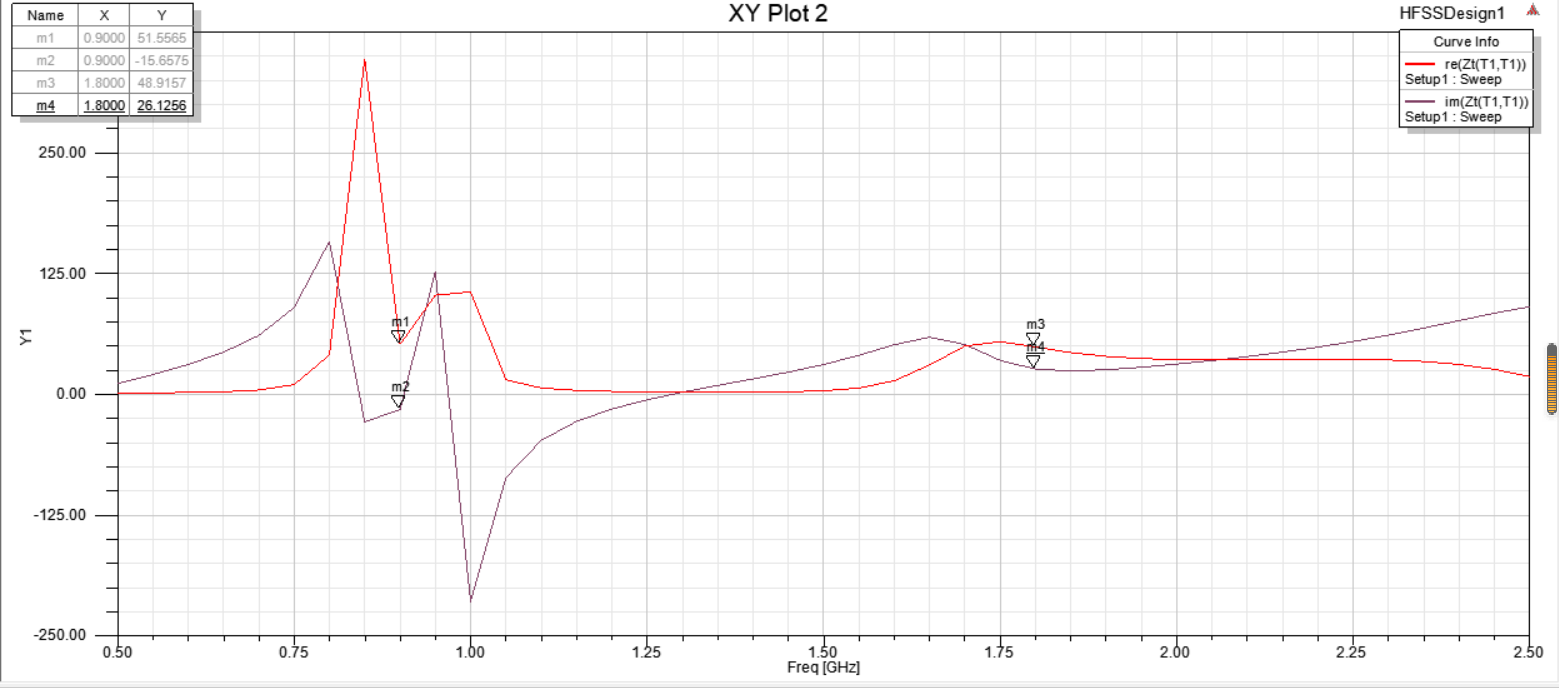 XY Plot 2
HFSSDesign1
Name X Y
m1 0.9000 51.5565
m2 0.9000 -15.6575
m3 1.8000 48.9157
m4 1.8000 26.1256
Curve Info
re(Zt(T1,T1))
Setup1 : Sweep
im(Zt(T1,T1))
Setup1 : Sweep
250.00
125.00
0.00
-125.00
-250.00
Y1
m1
m2
m3
m4
0.50 0.75 1.00 1.25 1.50 1.75 2.00 2.25 2.50
Freq [GHz]